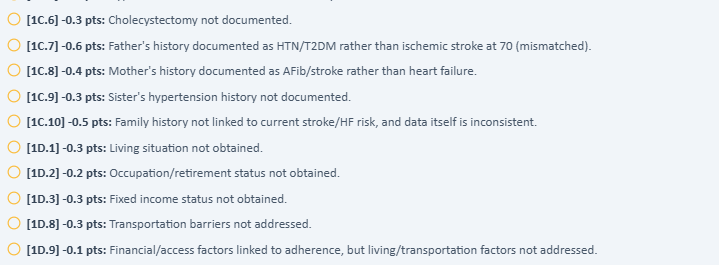 [1C.6] -0.3 pts: Cholecystectomy not documented.
[1C.7] -0.6 pts: Father's history documented as HTN/T2DM rather than ischemic stroke at 70 (mismatched).
[1C.8] -0.4 pts: Mother's history documented as AFib/stroke rather than heart failure.
[1C.9] -0.3 pts: Sister's hypertension history not documented.
[1C.10] -0.5 pts: Family history not linked to current stroke/HF risk, and data itself is inconsistent.
[1D.1] -0.3 pts: Living situation not obtained.
[1D.2] -0.2 pts: Occupation/retirement status not obtained.
[1D.3] -0.3 pts: Fixed income status not obtained.
[1D.8] -0.3 pts: Transportation barriers not addressed.
[1D.9] -0.1 pts: Financial/access factors linked to adherence, but living/transportation factors not addressed.